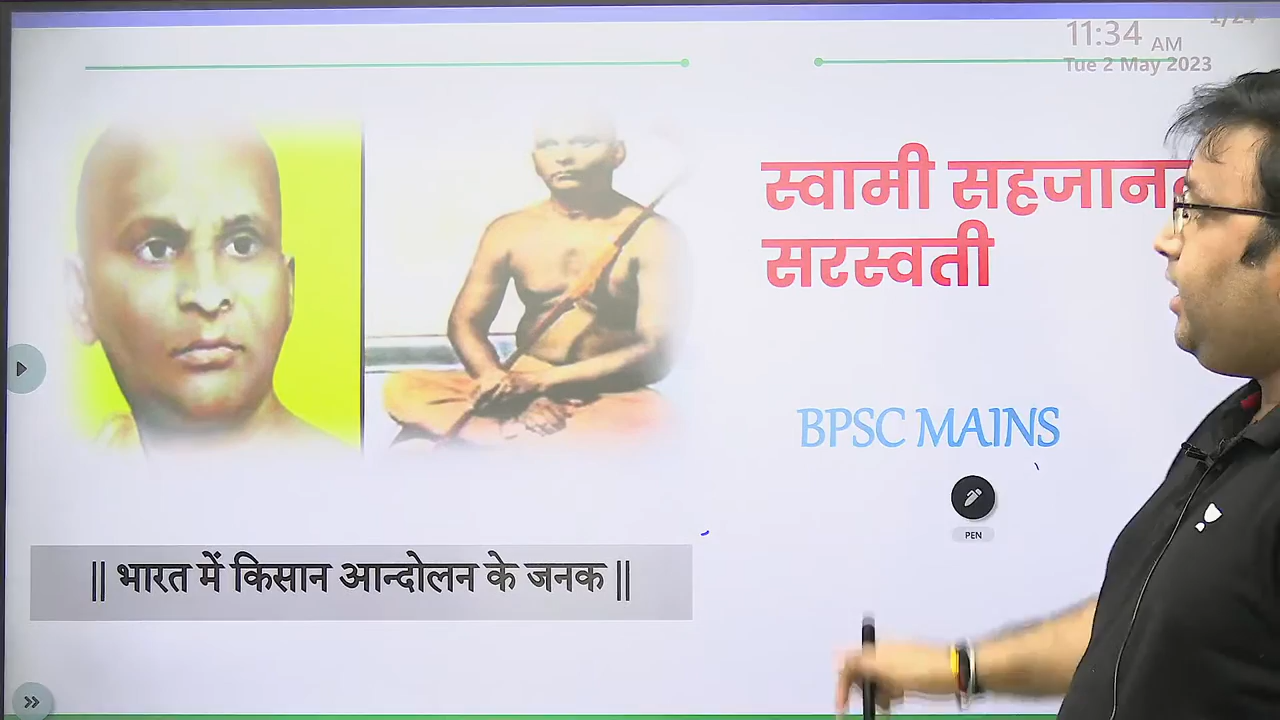 11:34 AM
Tue 2 May 2023
स्वामी सहजानन
सरस्वती
BPSC MAINS
PEN
|| भारत में किसान आन्दोलन के जनक ||